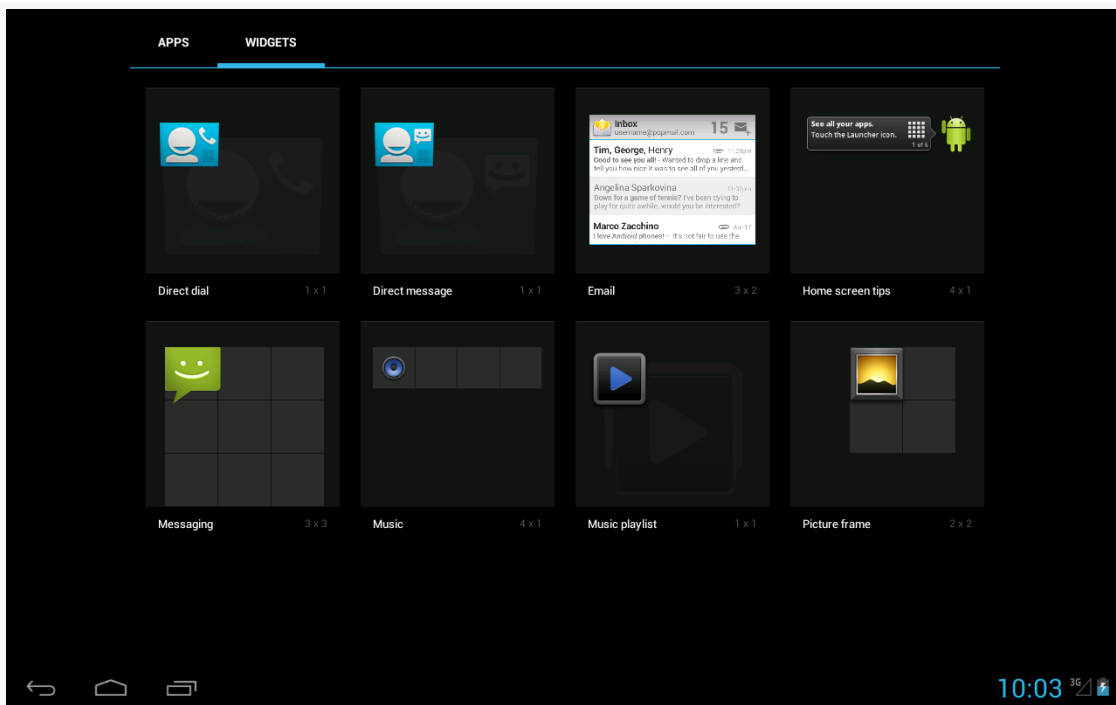 APPS WIDGETS
Inbox
username@popmail.com
15
Tim, George, Henry 11:23pm
Good to see you all! - Wanted to drop a line and
tell you how nice it was to see all of you yesterd...
Angelina Sparkovina
Down for a game of tennis? I've been dying to
play for quite awhile. would you be interested?
Marco Zacchino Apr 17
I love Android phones! - It's not fair to use the
See all your apps.
Touch the Launcher icon.
1 of 6
Direct dial 1 x 1
Direct message 1 x 1
Email 3 x 2
Home screen tips 4 x 1
Messaging 3 x 3
Music 4 x 1
Music playlist 1 x 1
Picture frame 2 x 2
10:03 3G